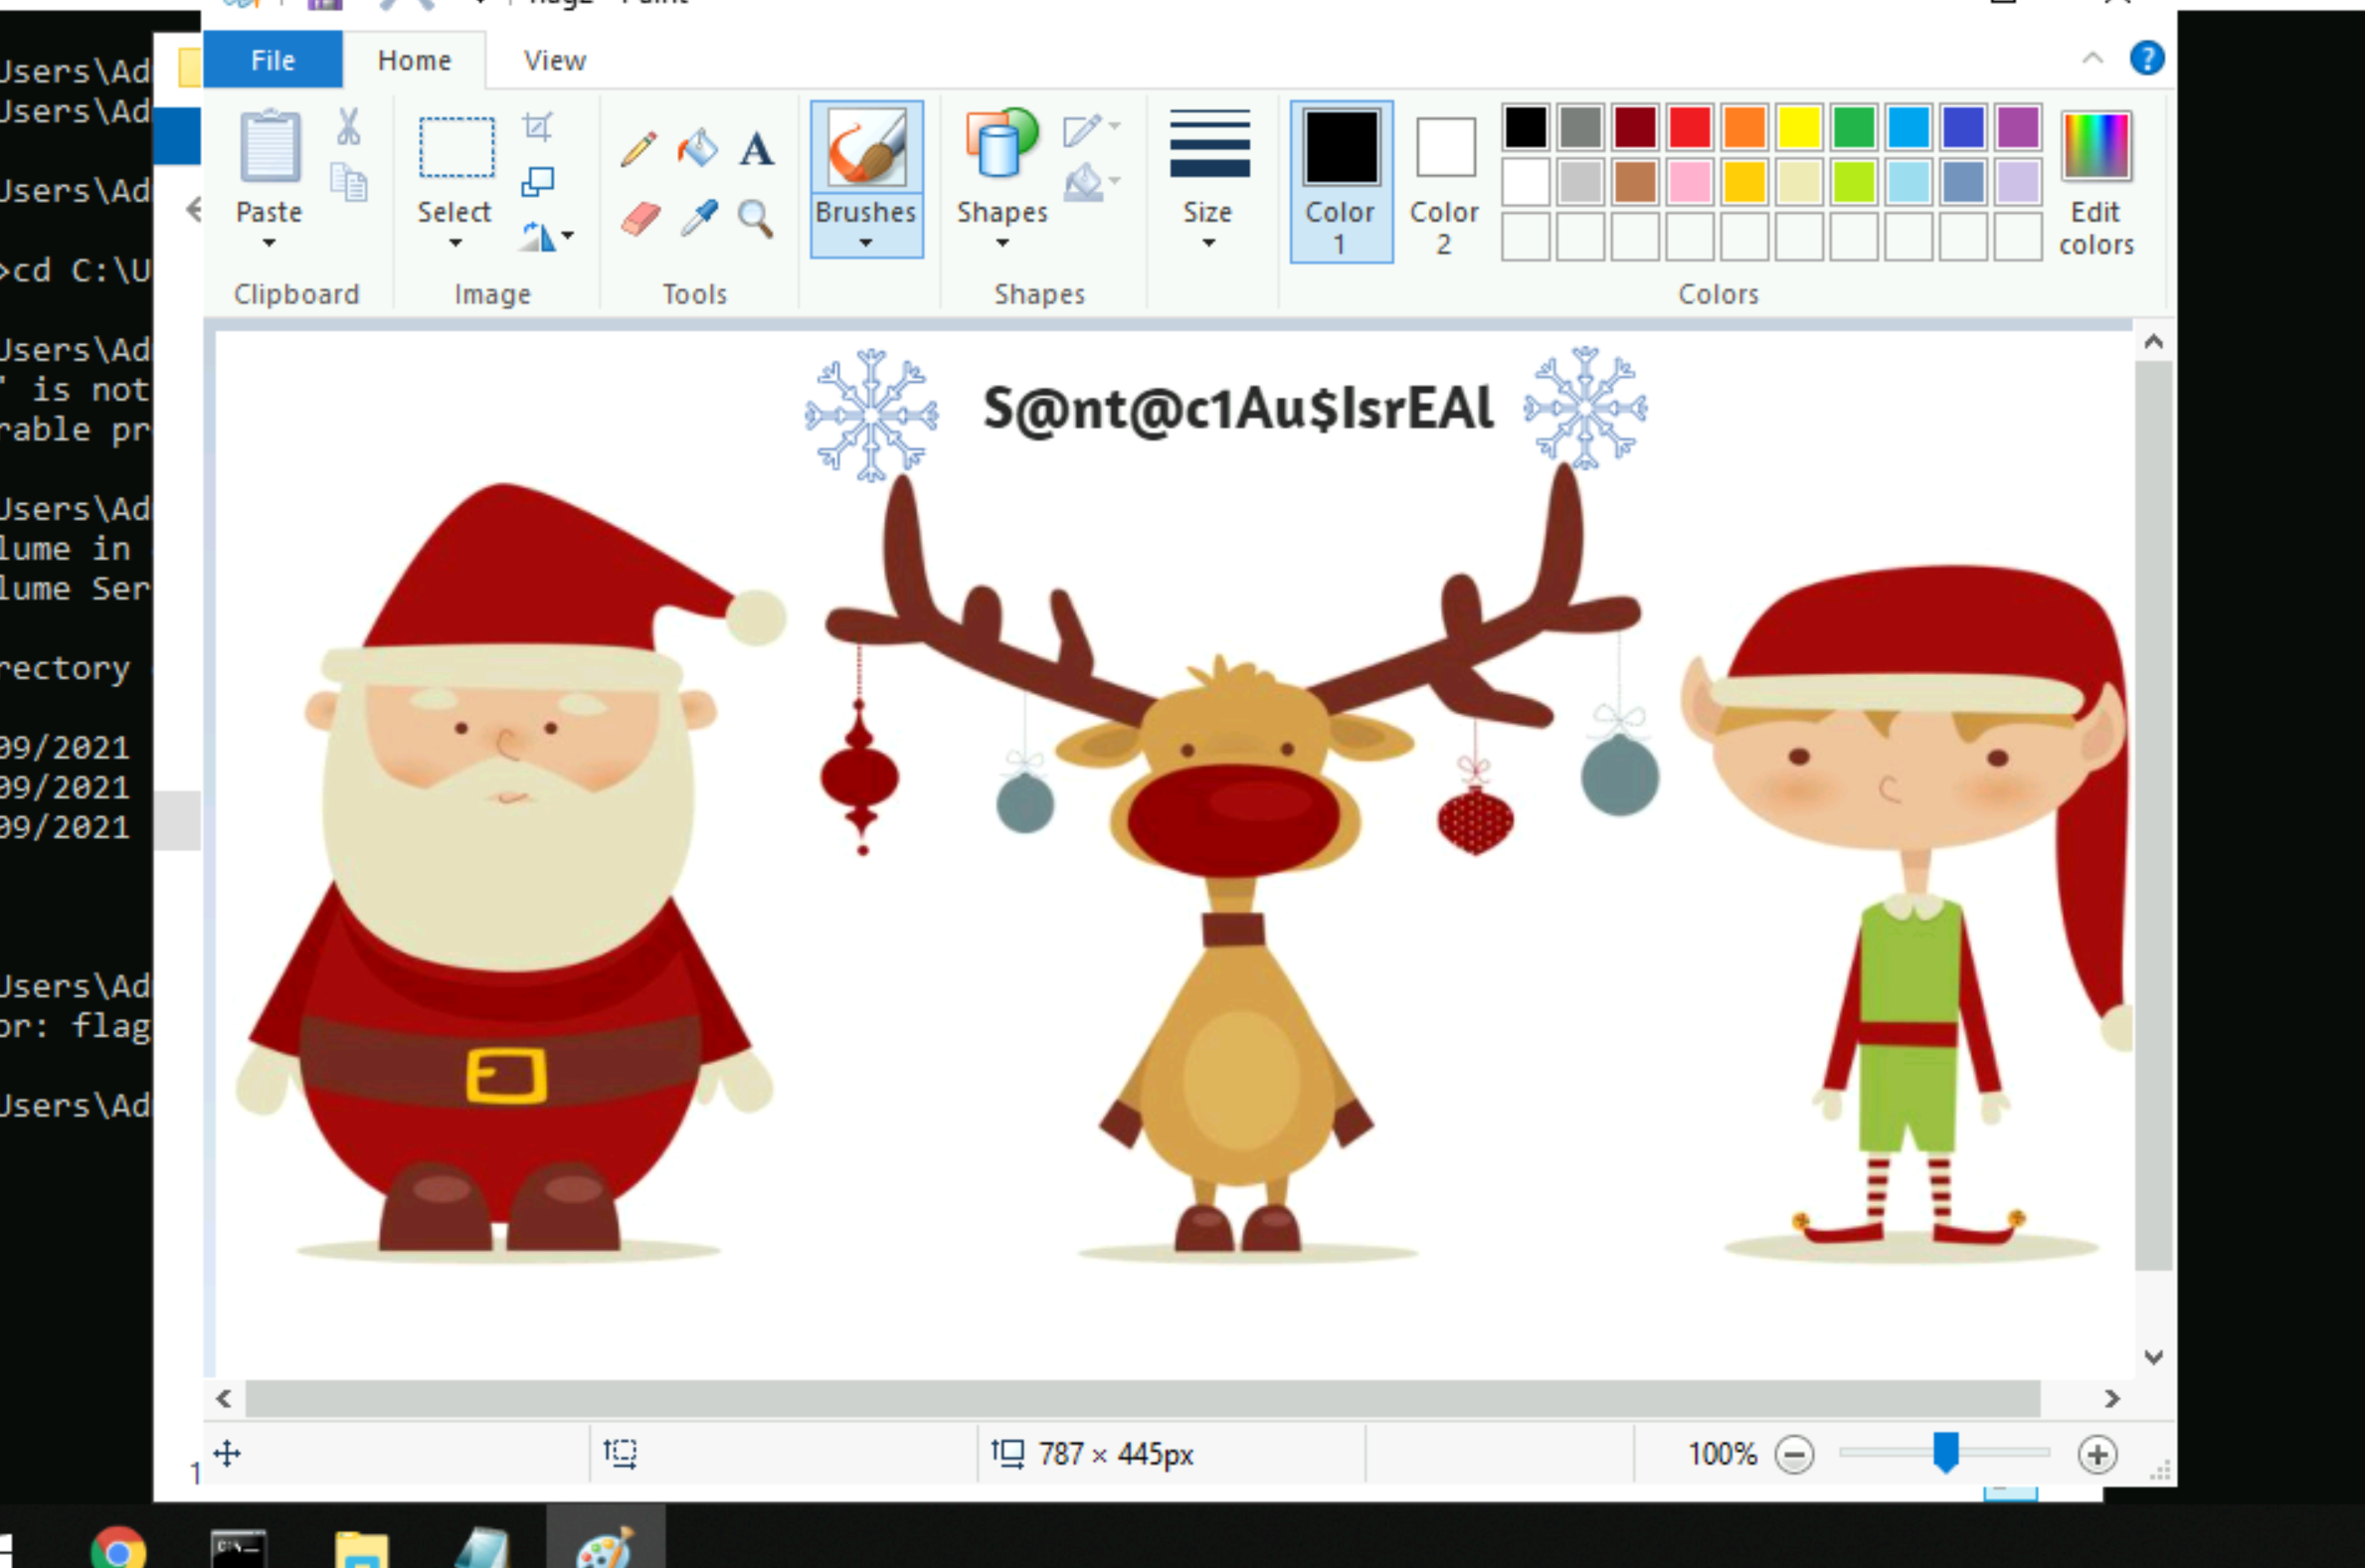 File Home View
Users\Ad
Users\Ad
Users\Ad
>cd C:\U
Users\Ad
' is not
rable pr
Users\Ad
lume in
lume Ser
rectory
09/2021
09/2021
09/2021
Users\Ad
or: flag
Users\Ad
Paste
Select
Brushes
Shapes
Size
Color 1
Color 2
Edit colors
Clipboard Image Tools Shapes Colors
S@nt@c1Au$IsrEAl
787 × 445px
100%
1